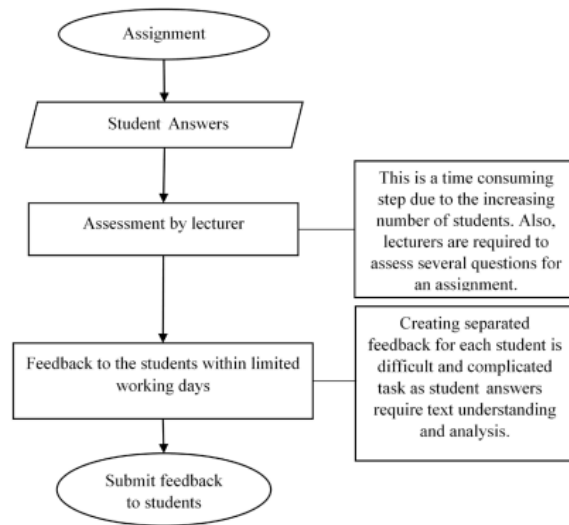 Assignment
Student Answers
Assessment by lecturer
This is a time consuming
step due to the increasing
number of students. Also,
lecturers are required to
assess several questions for
an assignment.
Feedback to the students within limited
working days
Creating separated
feedback for each student is
difficult and complicated
task as student answers
require text understanding
and analysis.
Submit feedback
to students